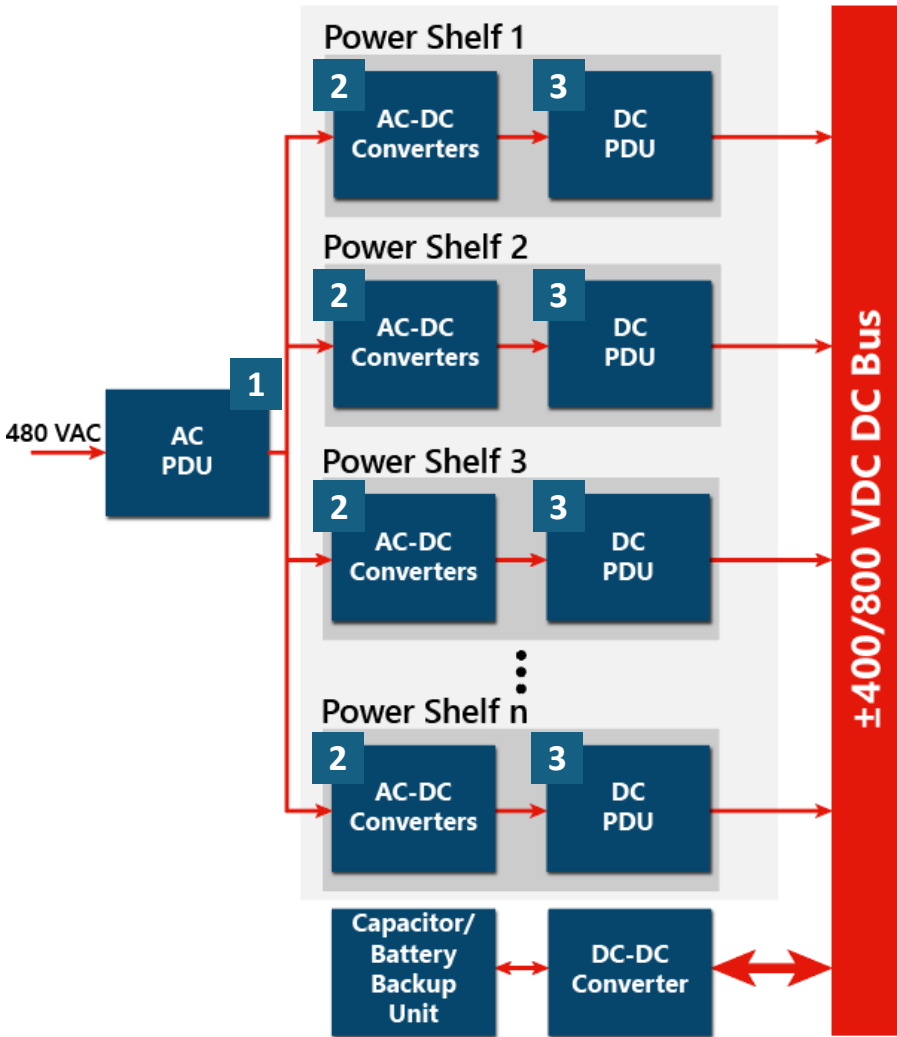 Power Shelf 1
2
AC-DC
Converters
3
DC
PDU
Power Shelf 2
2
AC-DC
Converters
3
DC
PDU
1
480 VAC
AC
PDU
Power Shelf 3
2
AC-DC
Converters
3
DC
PDU
Power Shelf n
2
AC-DC
Converters
3
DC
PDU
Capacitor/
Battery
Backup
Unit
DC-DC
Converter
±400/800 VDC DC Bus